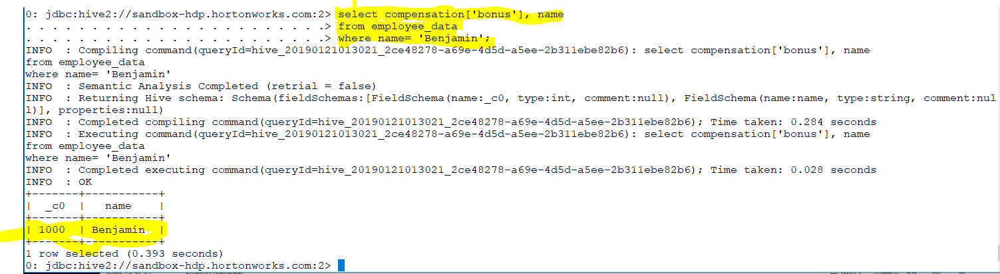 0: jdbc:hive2://sandbox-hdp.hortonworks.com:2> select compensation['bonus'], name
. . . . . . . . . . . . . . . . . . . . . . .> from employee_data
. . . . . . . . . . . . . . . . . . . . . . .> where name= 'Benjamin';
INFO  : Compiling command(queryId=hive_20190121013021_2ce48278-a69e-4d5d-a5ee-2b311ebe82b6): select compensation['bonus'], name
from employee_data
where name= 'Benjamin'
INFO  : Semantic Analysis Completed (retrial = false)
INFO  : Returning Hive schema: Schema(fieldSchemas:[FieldSchema(name:_c0, type:int, comment:null), FieldSchema(name:name, type:string, comment:nul
l)], properties:null)
INFO  : Completed compiling command(queryId=hive_20190121013021_2ce48278-a69e-4d5d-a5ee-2b311ebe82b6); Time taken: 0.284 seconds
INFO  : Executing command(queryId=hive_20190121013021_2ce48278-a69e-4d5d-a5ee-2b311ebe82b6): select compensation['bonus'], name
from employee_data
where name= 'Benjamin'
INFO  : Completed executing command(queryId=hive_20190121013021_2ce48278-a69e-4d5d-a5ee-2b311ebe82b6); Time taken: 0.028 seconds
INFO  : OK
+-------+-----------+
|  _c0  |   name    |
+-------+-----------+
| 1000  | Benjamin  |
+-------+-----------+
1 row selected (0.393 seconds)
0: jdbc:hive2://sandbox-hdp.hortonworks.com:2>